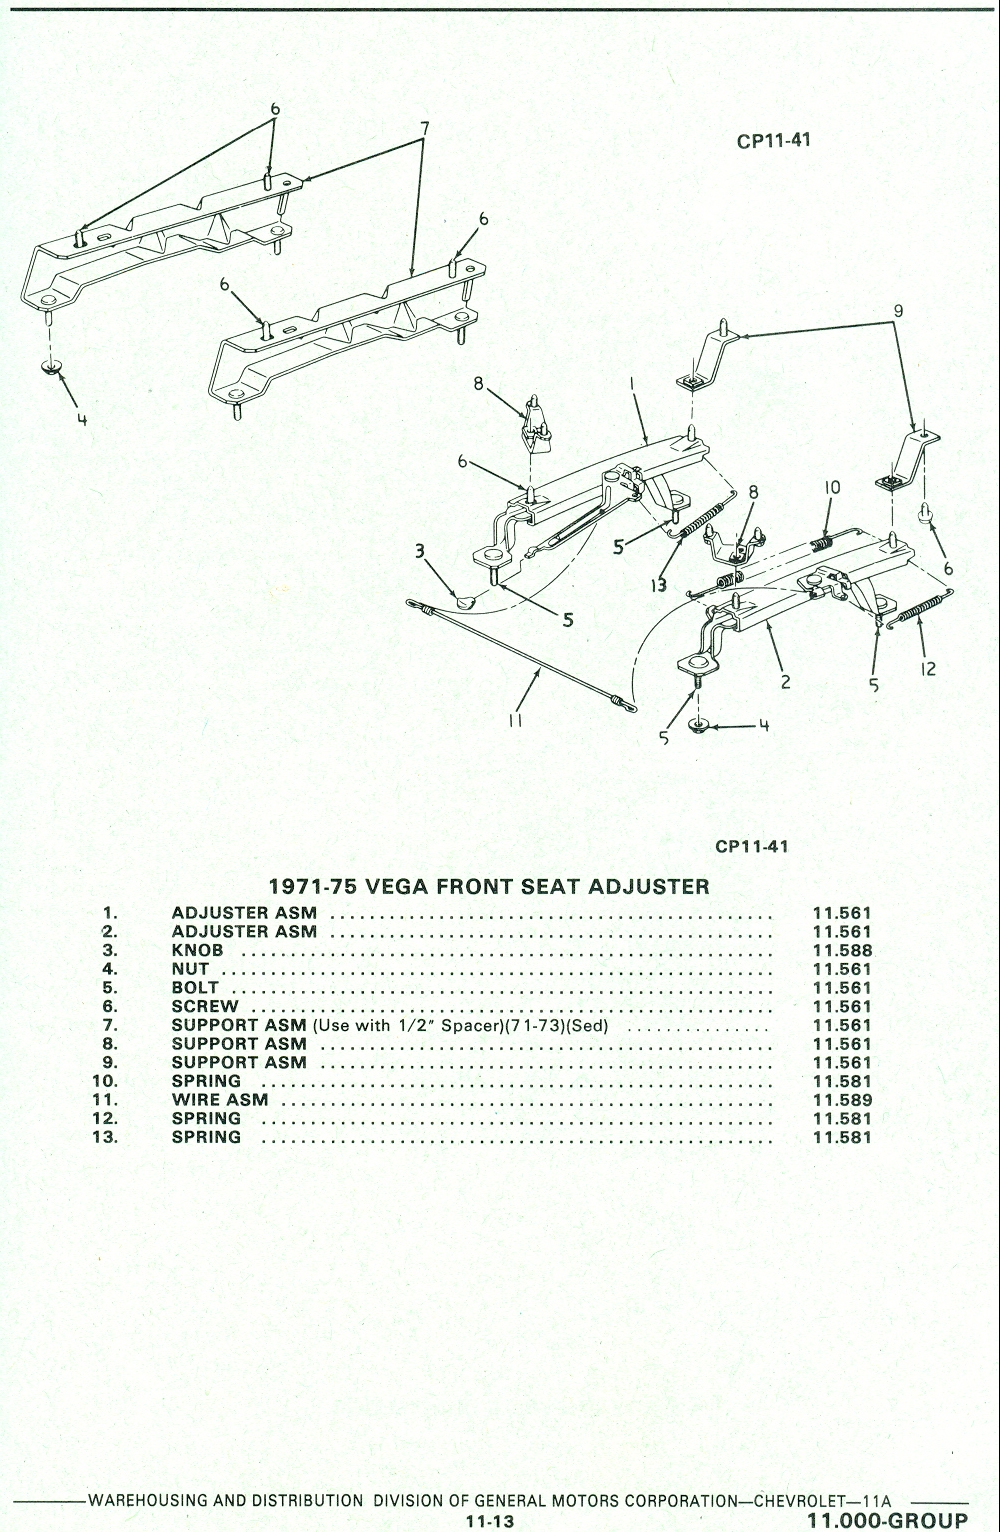 6
7
CP11-41
6
6
9
8
1
4
6
8
10
5
3
13
6
5
12
2
5
11
5
4
CP11-41
1971-75 VEGA FRONT SEAT ADJUSTER
1. ADJUSTER ASM ............................................. 11.561
2. ADJUSTER ASM ............................................. 11.561
3. KNOB ...................................................... 11.588
4. NUT ........................................................ 11.561
5. BOLT ....................................................... 11.561
6. SCREW ..................................................... 11.561
7. SUPPORT ASM (Use with 1/2" Spacer)(71-73)(Sed) ............... 11.561
8. SUPPORT ASM .............................................. 11.561
9. SUPPORT ASM .............................................. 11.561
10. SPRING .................................................... 11.581
11. WIRE ASM .................................................. 11.589
12. SPRING .................................................... 11.581
13. SPRING .................................................... 11.581
WAREHOUSING AND DISTRIBUTION DIVISION OF GENERAL MOTORS CORPORATION—CHEVROLET—11A
11-13
11.000-GROUP